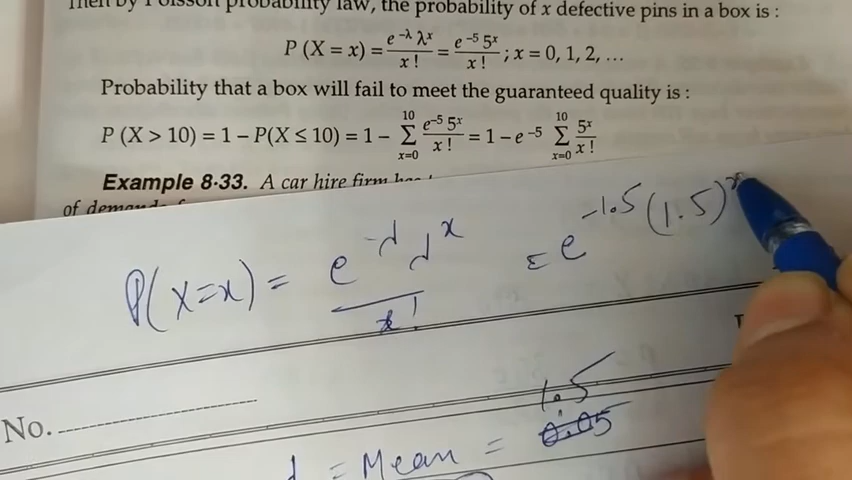 Then by Poisson probability law, the probability of x defective pins in a box is :
P (X = x) = e^-λ λ^x / x ! = e^-5 5^x / x ! ; x = 0, 1, 2, ...
Probability that a box will fail to meet the guaranteed quality is :
P (X > 10) = 1 – P(X ≤ 10) = 1 – 10 ∑ x=0 e^-5 5^x / x ! = 1 – e^-5 10 ∑ x=0 5^x / x !
Example 8·33. A car hire firm
of
P(X=x) = e^-λ λ^x / x! = e^-1.5 (1.5)^x
No.
λ = Mean = 1.5
0.05